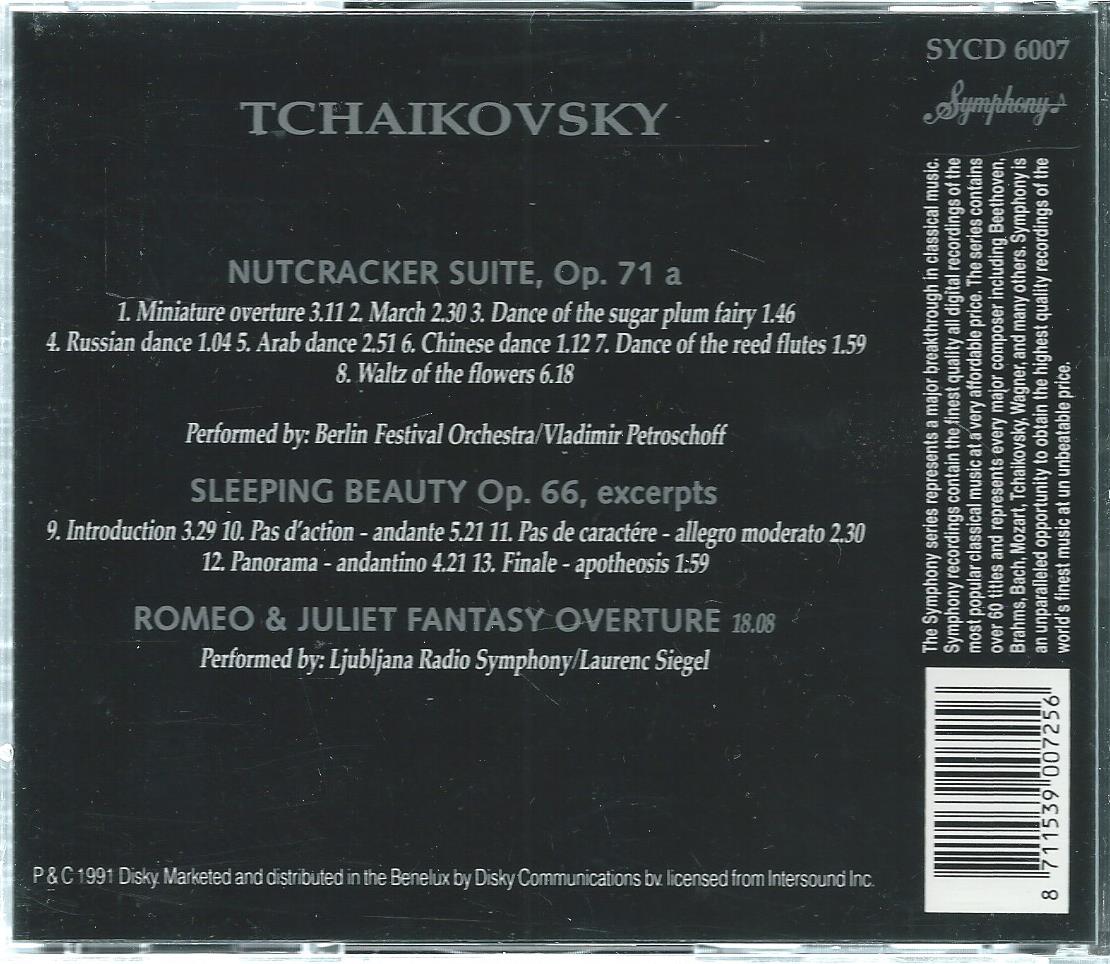 SYCD 6007
Symphony
TCHAIKOVSKY
NUTCRACKER SUITE, Op. 71 a
1. Miniature overture 3.11 2. March 2.30 3. Dance of the sugar plum fairy 1.46
4. Russian dance 1.04 5. Arab dance 2.51 6. Chinese dance 1.12 7. Dance of the reed flutes 1.59
8. Waltz of the flowers 6.18
Performed by: Berlin Festival Orchestra/Vladimir Petroschoff
SLEEPING BEAUTY Op. 66, excerpts
9. Introduction 3.29 10. Pas d'action - andante 5.21 11. Pas de caractére - allegro moderato 2.30
12. Panorama - andantino 4.21 13. Finale - apotheosis 1:59
ROMEO & JULIET FANTASY OVERTURE 18.08
Performed by: Ljubljana Radio Symphony/Laurenc Siegel
P & C 1991 Disky. Marketed and distributed in the Benelux by Disky Communications bv. licensed from Intersound Inc.
The Symphony series represents a major breakthrough in classical music.
Symphony recordings contain the finest quality all digital recordings of the
most popular classical music at a very affordable price. The series contains
over 60 titles and represents every major composer including Beethoven,
Brahms, Bach, Mozart, Tchaikovsky, Wagner, and many others Symphony is
an unparalleled opportunity to obtain the highest quality recordings of the
world's finest music at un unbeatable price.
8 711539 007256